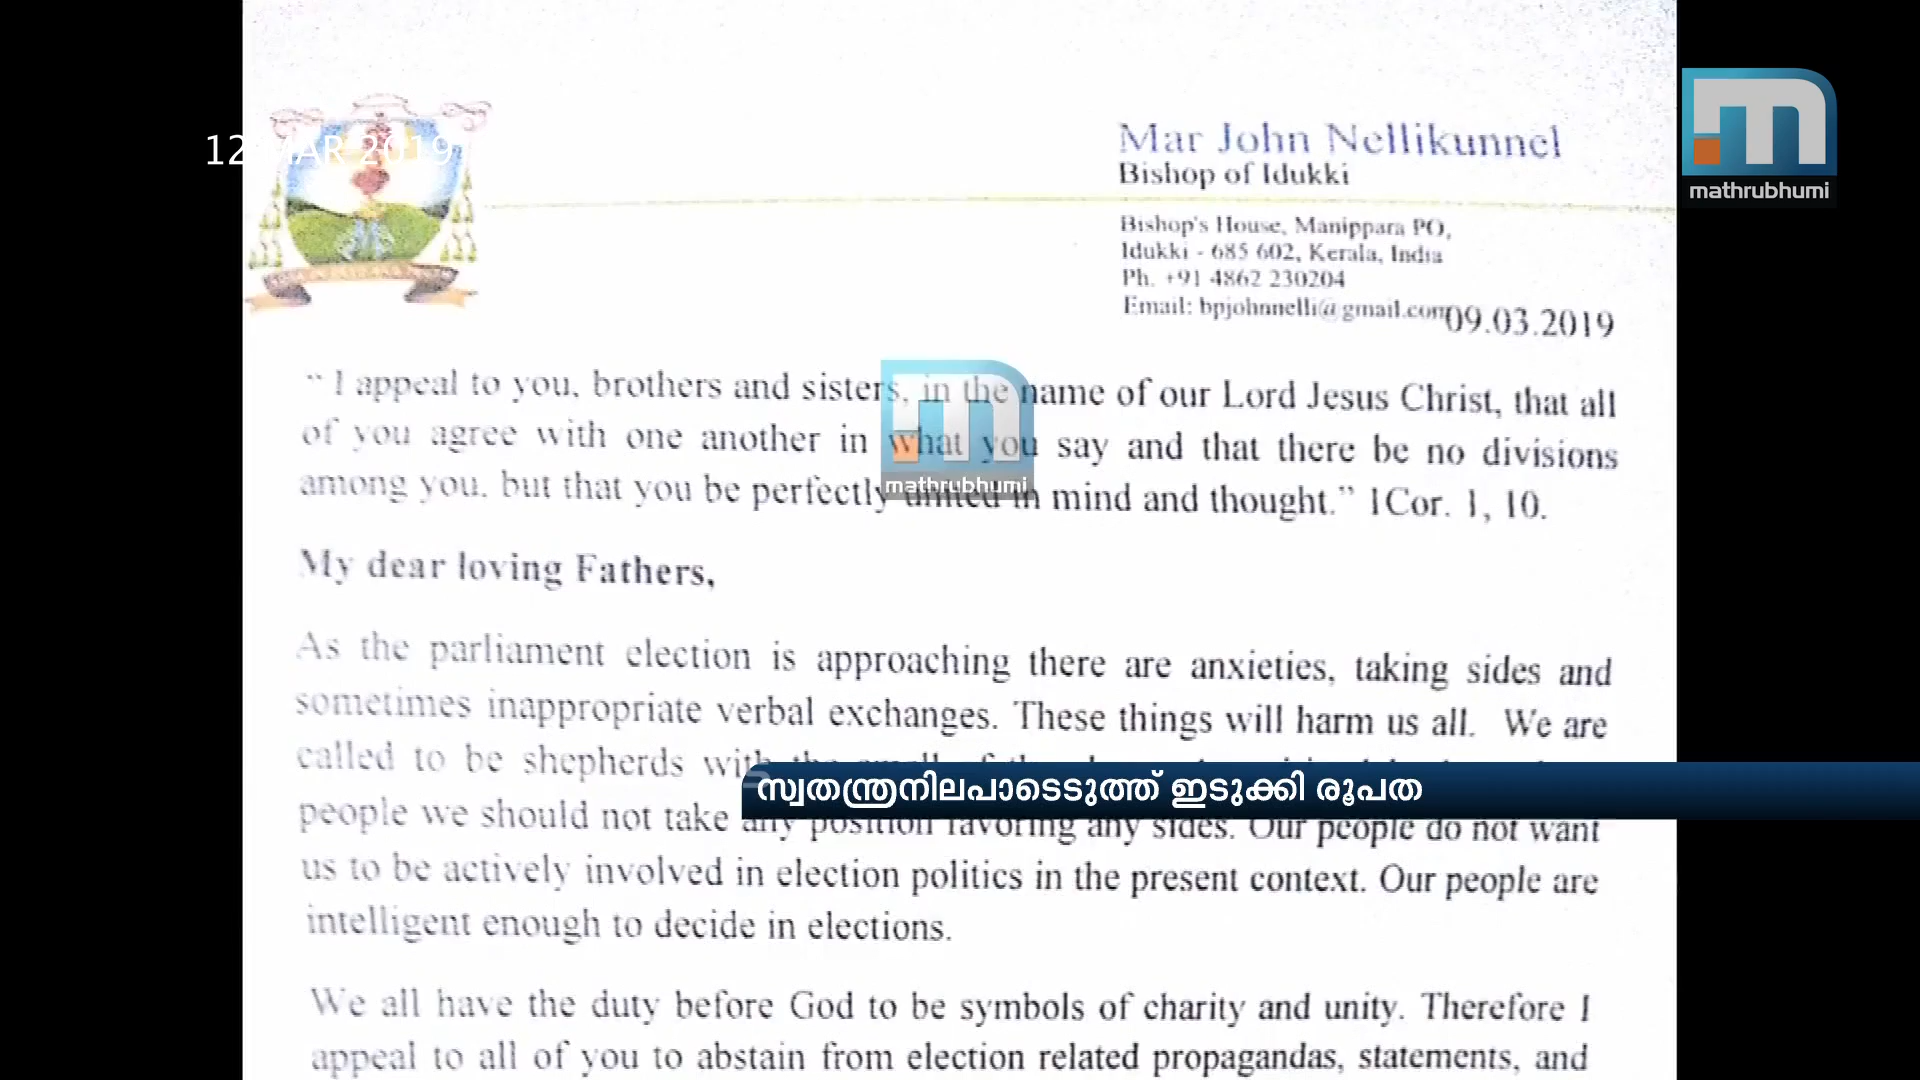 12 MAR 2019
mathrubhumi
Mar John Nellikunnel
Bishop of Idukki
Bishop's House, Manippara PO,
Idukki - 685 602, Kerala, India
Ph. +91 4862 230204
Email: bpjohnnelli@gmail.com
09.03.2019
“ I appeal to you, brothers and sisters, in the name of our Lord Jesus Christ, that all
of you agree with one another in what you say and that there be no divisions
among you, but that you be perfectly united in mind and thought.” 1Cor. 1, 10.
mathrubhumi
My dear loving Fathers,
As the parliament election is approaching there are anxieties, taking sides and
sometimes inappropriate verbal exchanges. These things will harm us all. We are
called to be shepherds with the smell of the
സ്വതന്ത്രനിലപാടെടുത്ത് ഇടുക്കി രൂപത
people we should not take any position favoring any sides. Our people do not want
us to be actively involved in election politics in the present context. Our people are
intelligent enough to decide in elections.
We all have the duty before God to be symbols of charity and unity. Therefore I
appeal to all of you to abstain from election related propagandas, statements, and